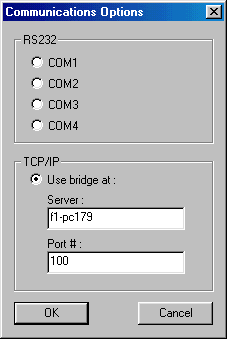 Communications Options
RS232
COM1
COM2
COM3
COM4
TCP/IP
Use bridge at :
Server :
f1-pc179
Port # :
100
OK Cancel